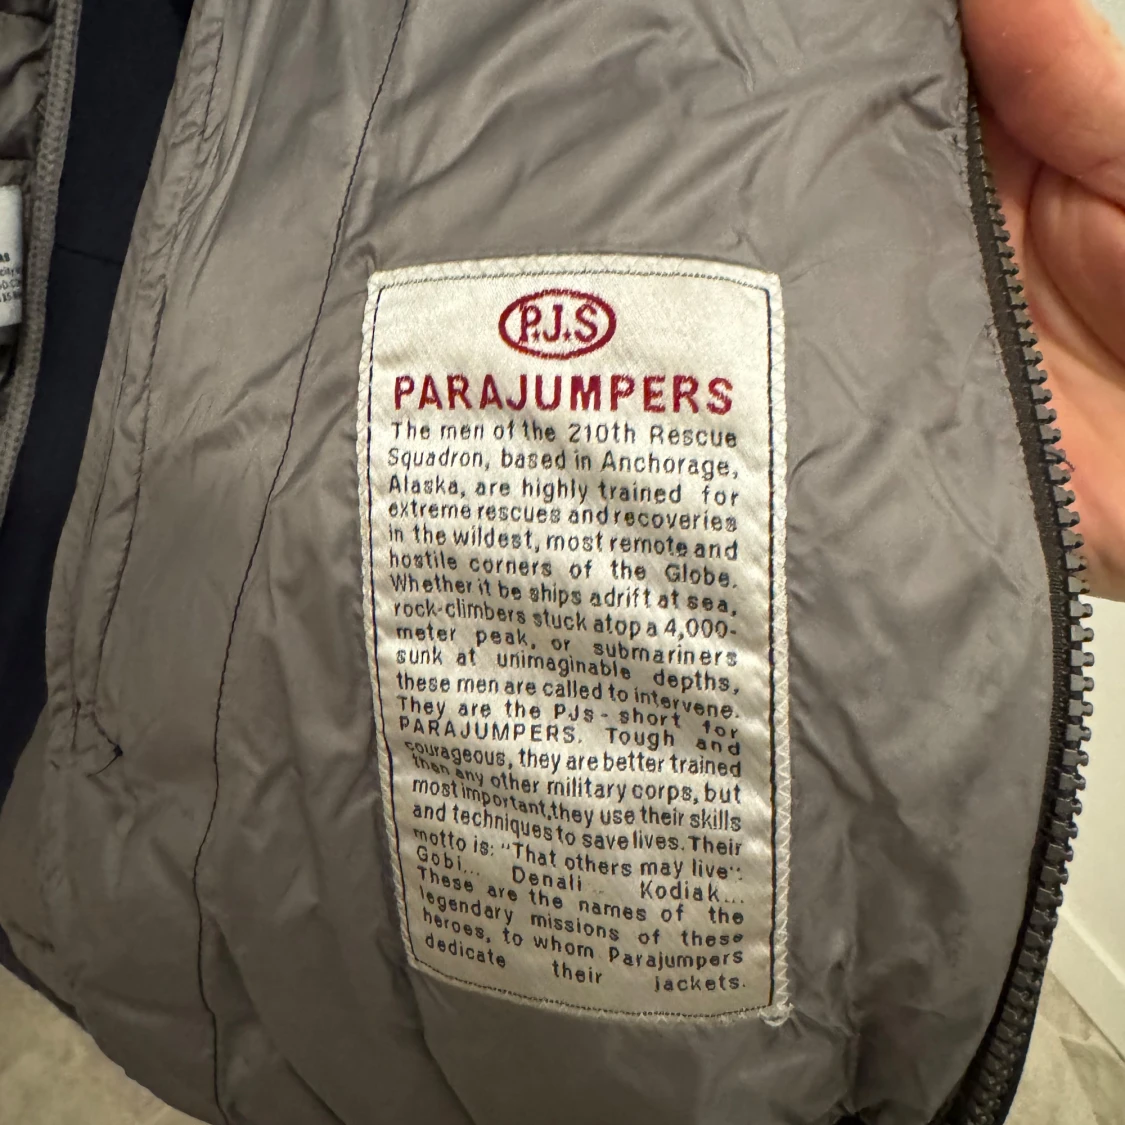 P.J.S
PARAJUMPERS
The men of the 210th Rescue
Squadron, based in Anchorage,
Alaska, are highly trained for
extreme rescues and recoveries
in the wildest, most remote and
hostile corners of the Globe.
Whether it be ships adrift at sea,
rock-climbers stuck atop a 4,000-
meter peak, or submariners
sunk at unimaginable depths,
these men are called to intervene.
They are the PJs - short for
PARAJUMPERS. Tough and
courageous, they are better trained
than any other military corps, but
most important, they use their skills
and techniques to save lives. Their
motto is: "That others may live":
Gobi... Denali... Kodiak...
These are the names of the
legendary missions of these
heroes, to whom Parajumpers
dedicate their jackets.